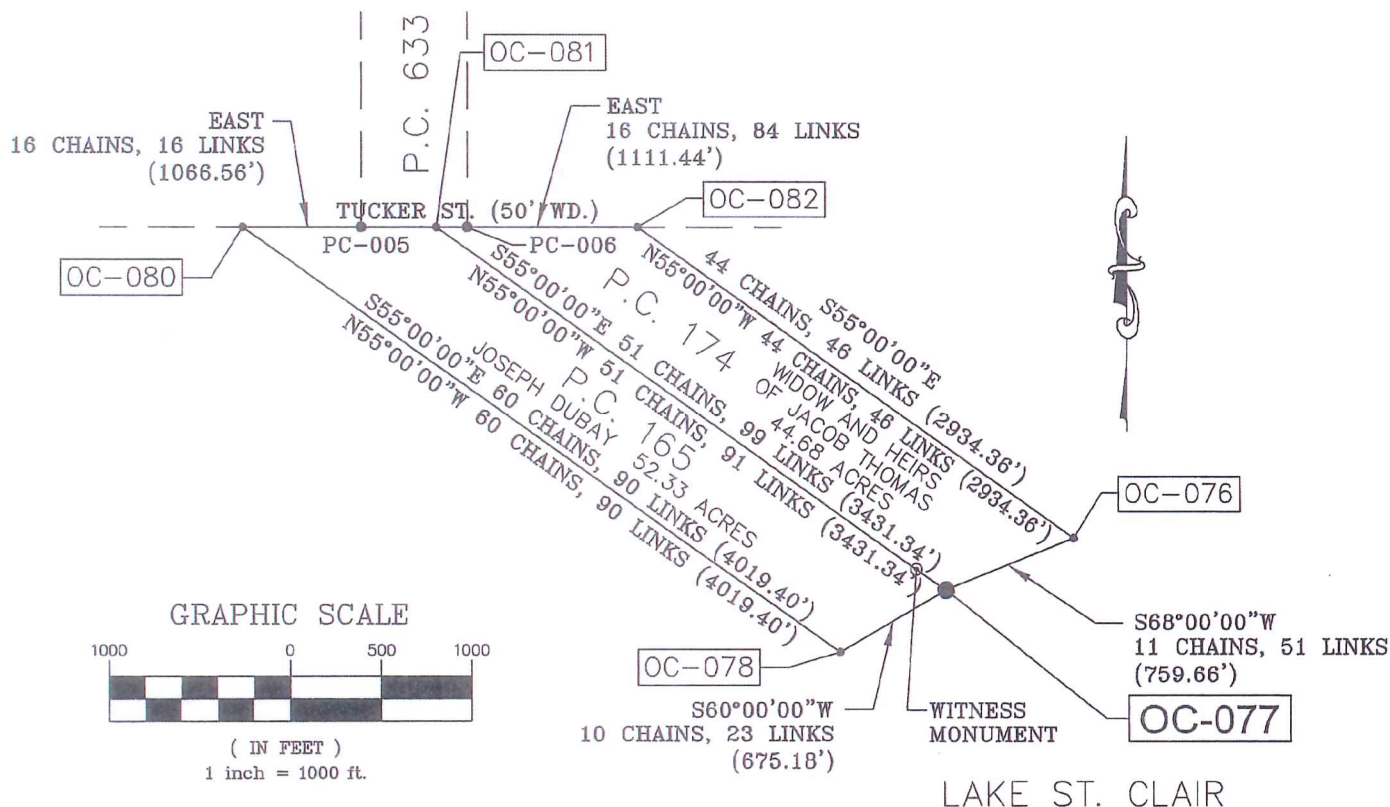 P.C. 633
OC-081
EAST
16 CHAINS, 16 LINKS
(1066.56')
EAST
16 CHAINS, 84 LINKS
(1111.44')
OC-082
TUCKER ST. (50' WD.)
PC-005
PC-006
OC-080
S55°00'00"E
44 CHAINS, 46 LINKS (2934.36')
N55°00'00"W 44 CHAINS, 46 LINKS (2934.36')
P.C. 174
WIDOW AND HEIRS
OF JACOB THOMAS
44.68 ACRES
S55°00'00"E 51 CHAINS, 99 LINKS (3431.34')
N55°00'00"W 51 CHAINS, 91 LINKS (3431.34')
P.C. 165
JOSEPH DUBAY 52.33 ACRES
S55°00'00"E 60 CHAINS, 90 LINKS (4019.40')
N55°00'00"W 60 CHAINS, 90 LINKS (4019.40')
OC-076
GRAPHIC SCALE
1000 0 500 1000
( IN FEET )
1 inch = 1000 ft.
OC-078
S60°00'00"W
10 CHAINS, 23 LINKS
(675.18')
WITNESS
MONUMENT
S68°00'00"W
11 CHAINS, 51 LINKS
(759.66')
OC-077
LAKE ST. CLAIR